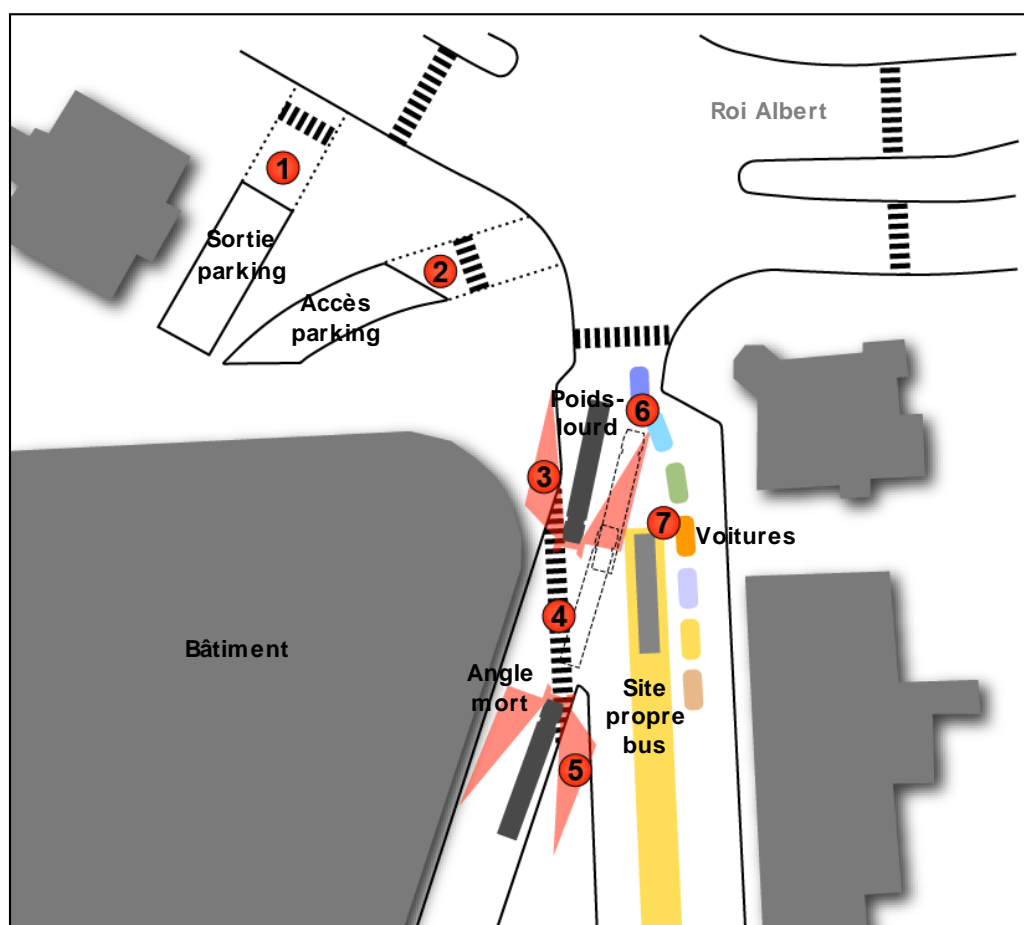 Roi Albert
1
Sortie
parking
2
Accès
parking
Poids-
lourd
6
3
7
Voitures
4
Bâtiment
Angle
mort
Site
propre
bus
5